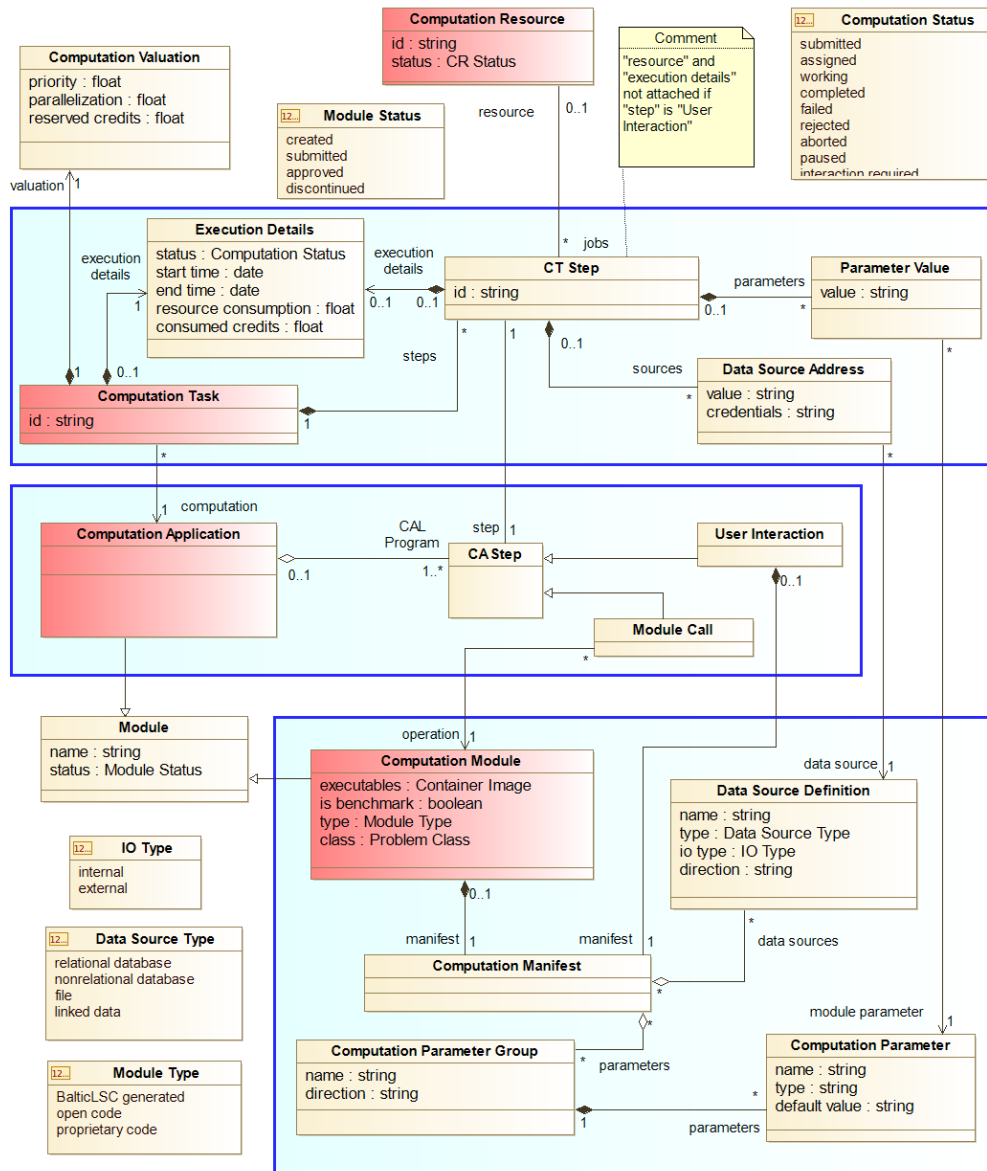 Computation Resource
id : string
status : CR Status
Comment
"resource" and
"execution details"
not attached if
"step" is "User
Interaction"
12...
Computation Status
submitted
assigned
working
completed
failed
rejected
aborted
paused
interaction required
Computation Valuation
priority : float
parallelization : float
reserved credits : float
12...
Module Status
created
submitted
approved
discontinued
resource
0..1
valuation
1
Execution Details
status : Computation Status
start time : date
end time : date
resource consumption : float
consumed credits : float
execution
details
1
execution
details
0..1
0..1
*
jobs
CT Step
id : string
parameters
0..1
*
Parameter Value
value : string
*
steps
*
1
0..1
sources
*
Data Source Address
value : string
credentials : string
*
1
0..1
Computation Task
id : string
1
*
1
computation
Computation Application
0..1
CAL
Program
1..*
step
1
CA Step
User Interaction
0..1
Module Call
*
Module
name : string
status : Module Status
operation
1
Computation Module
executables : Container Image
is benchmark : boolean
type : Module Type
class : Problem Class
0..1
data source
1
Data Source Definition
name : string
type : Data Source Type
io type : IO Type
direction : string
*
data sources
12...
IO Type
internal
external
manifest
1
manifest
1
Computation Manifest
*
*
12...
Data Source Type
relational database
nonrelational database
file
linked data
module parameter
1
Computation Parameter Group
name : string
direction : string
*
parameters
1
parameters
*
Computation Parameter
name : string
type : string
default value : string
12...
Module Type
BalticLSC generated
open code
proprietary code